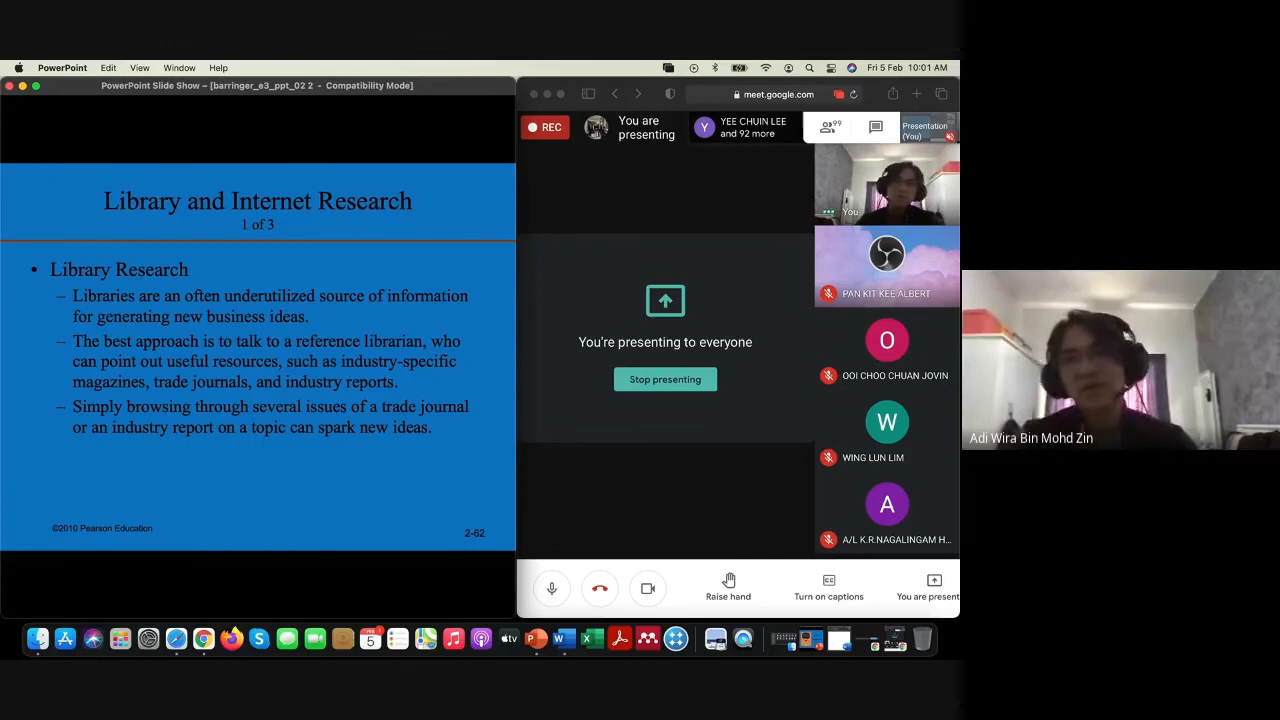 PowerPoint Edit View Window Help
Fri 5 Feb 10:01 AM
PowerPoint Slide Show – [barringer_e3_ppt_02 2 - Compatibility Mode]
Library and Internet Research
1 of 3
• Library Research
– Libraries are an often underutilized source of information
for generating new business ideas.
– The best approach is to talk to a reference librarian, who
can point out useful resources, such as industry-specific
magazines, trade journals, and industry reports.
– Simply browsing through several issues of a trade journal
or an industry report on a topic can spark new ideas.
©2010 Pearson Education
2-62
meet.google.com
REC
You are
presenting
Y
YEE CHUIN LEE
and 92 more
99
Presentation
(You)
You
PAN KIT KEE ALBERT
O
OOI CHOO CHUAN JOVIN
W
WING LUN LIM
A
A/L K.R.NAGALINGAM H...
You're presenting to everyone
Stop presenting
Raise hand
CC
Turn on captions
You are present
Adi Wira Bin Mohd Zin
5
tv